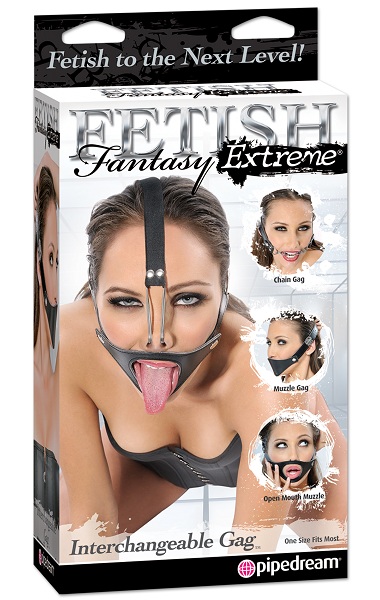 Fetish to the Next Level!
FETISH
Fantasy Extreme®
Chain Gag
Muzzle Gag
Open Mouth Muzzle
One Size Fits Most
Interchangeable Gag
pipedream®